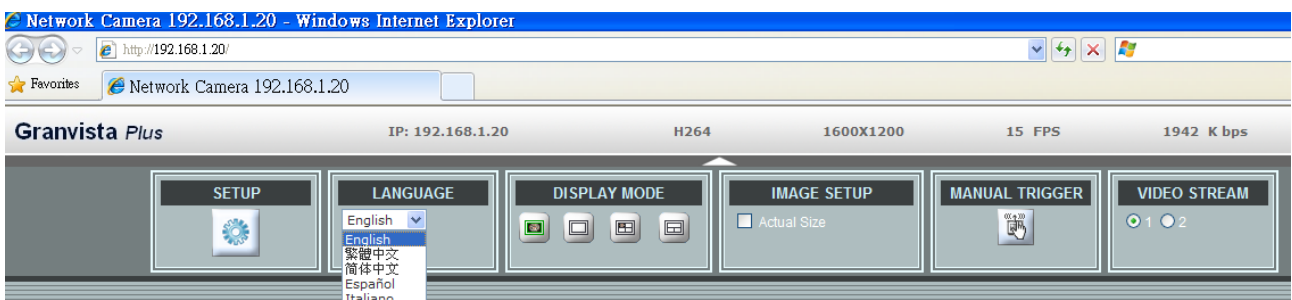 Network Camera 192.168.1.20 - Windows Internet Explorer
http://192.168.1.20/
Favorites Network Camera 192.168.1.20
Granvista Plus IP: 192.168.1.20 H264 1600X1200 15 FPS 1942 K bps
SETUP LANGUAGE DISPLAY MODE IMAGE SETUP MANUAL TRIGGER VIDEO STREAM
English Actual Size 1 2
English
繁體中文
简体中文
Español
Italiano